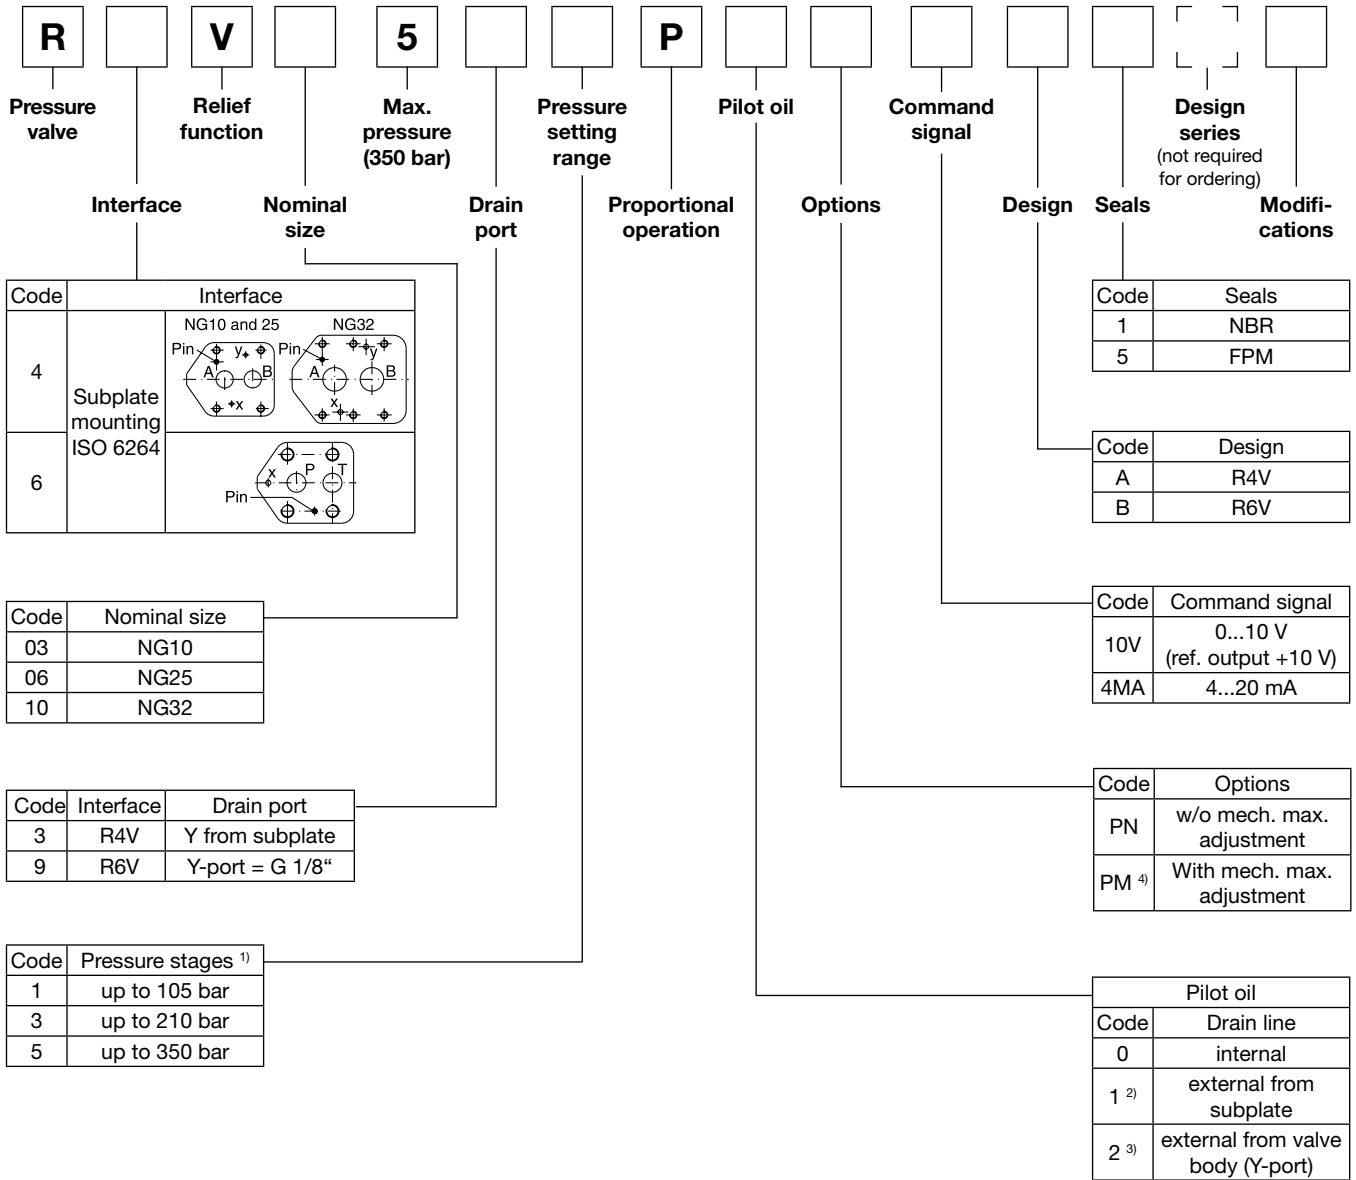 R V 5 P
Pressure valve
Relief function
Max. pressure (350 bar)
Pressure setting range
Pilot oil
Command signal
Design series
(not required for ordering)
Interface
Nominal size
Drain port
Proportional operation
Options
Design
Seals
Modifi-
cations
Code Interface
4
Subplate
mounting
ISO 6264
NG10 and 25
NG32
Pin y A B x
Pin y A B x
6
x P T
Pin
Code Nominal size
03 NG10
06 NG25
10 NG32
Code Interface Drain port
3 R4V Y from subplate
9 R6V Y-port = G 1/8“
Code Pressure stages 1)
1 up to 105 bar
3 up to 210 bar
5 up to 350 bar
Code Seals
1 NBR
5 FPM
Code Design
A R4V
B R6V
Code Command signal
10V 0...10 V
(ref. output +10 V)
4MA 4...20 mA
Code Options
PN w/o mech. max.
adjustment
PM 4) With mech. max.
adjustment
Pilot oil
Code Drain line
0 internal
1 2) external from
subplate
2 3) external from valve
body (Y-port)